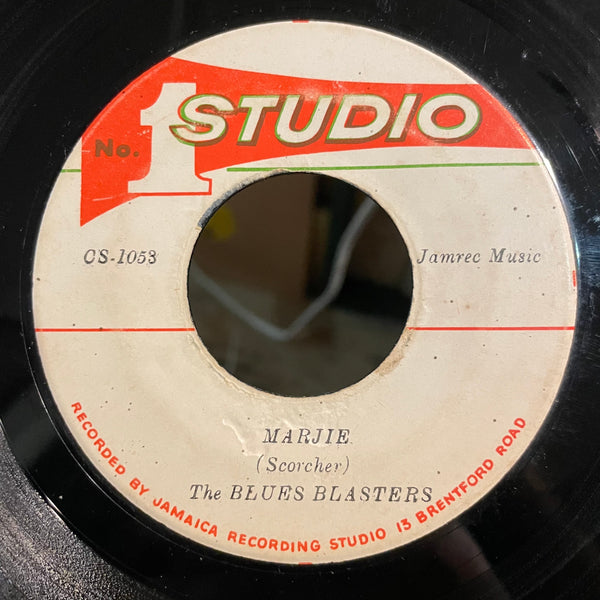 No. 1 STUDIO
CS-1053
Jamrec Music
MARJIE
(Scorcher)
The BLUES BLASTERS
RECORDED BY JAMAICA RECORDING STUDIO 13 BRENTFORD ROAD